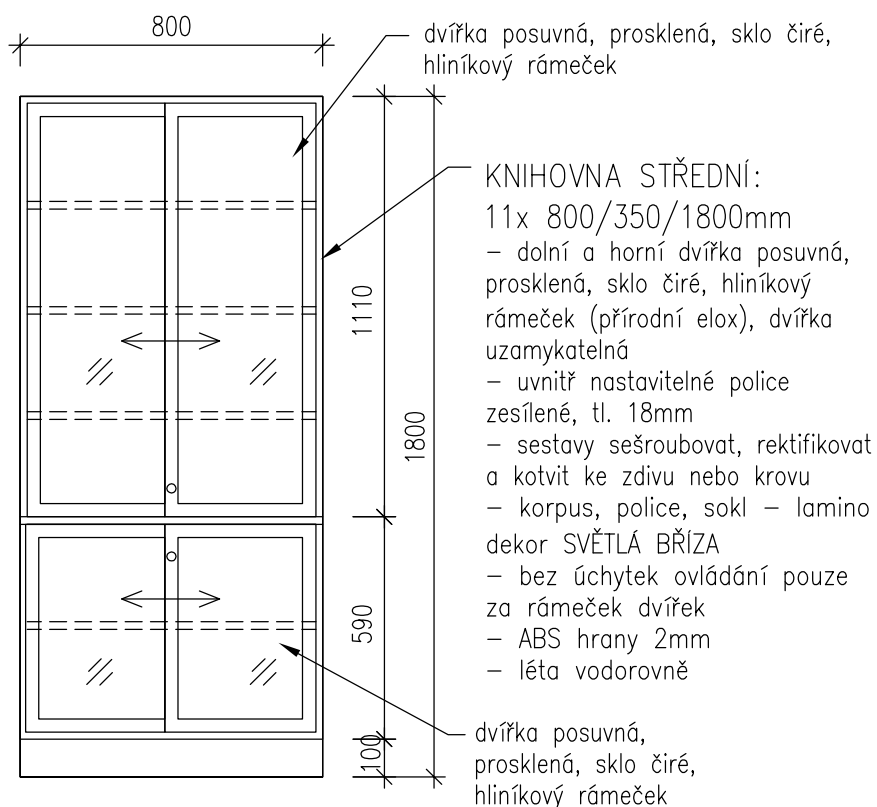 800
dvířka posuvná, prosklená, sklo čiré,
hliníkový rámeček
KNIHOVNA STŘEDNÍ:
11x 800/350/1800mm
– dolní a horní dvířka posuvná,
prosklená, sklo čiré, hliníkový
rámeček (přírodní elox), dvířka
uzamykatelná
– uvnitř nastavitelné police
zesílené, tl. 18mm
– sestavy sešroubovat, rektifikovat
a kotvit ke zdivu nebo krovu
– korpus, police, sokl – lamino
dekor SVĚTLÁ BŘÍZA
– bez úchytek ovládání pouze
za rámeček dvířek
– ABS hrany 2mm
– léta vodorovně
1110
1800
590
100
dvířka posuvná,
prosklená, sklo čiré,
hliníkový rámeček